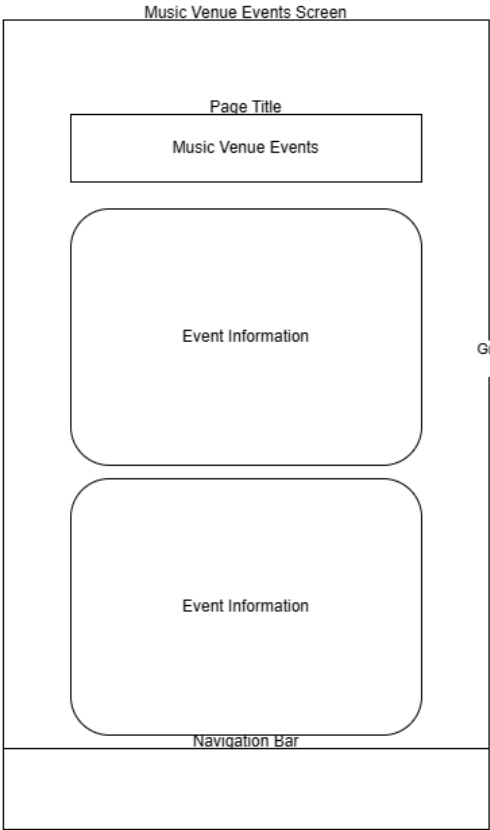 Music Venue Events Screen
Page Title
Music Venue Events
Event Information
Event Information
Navigation Bar